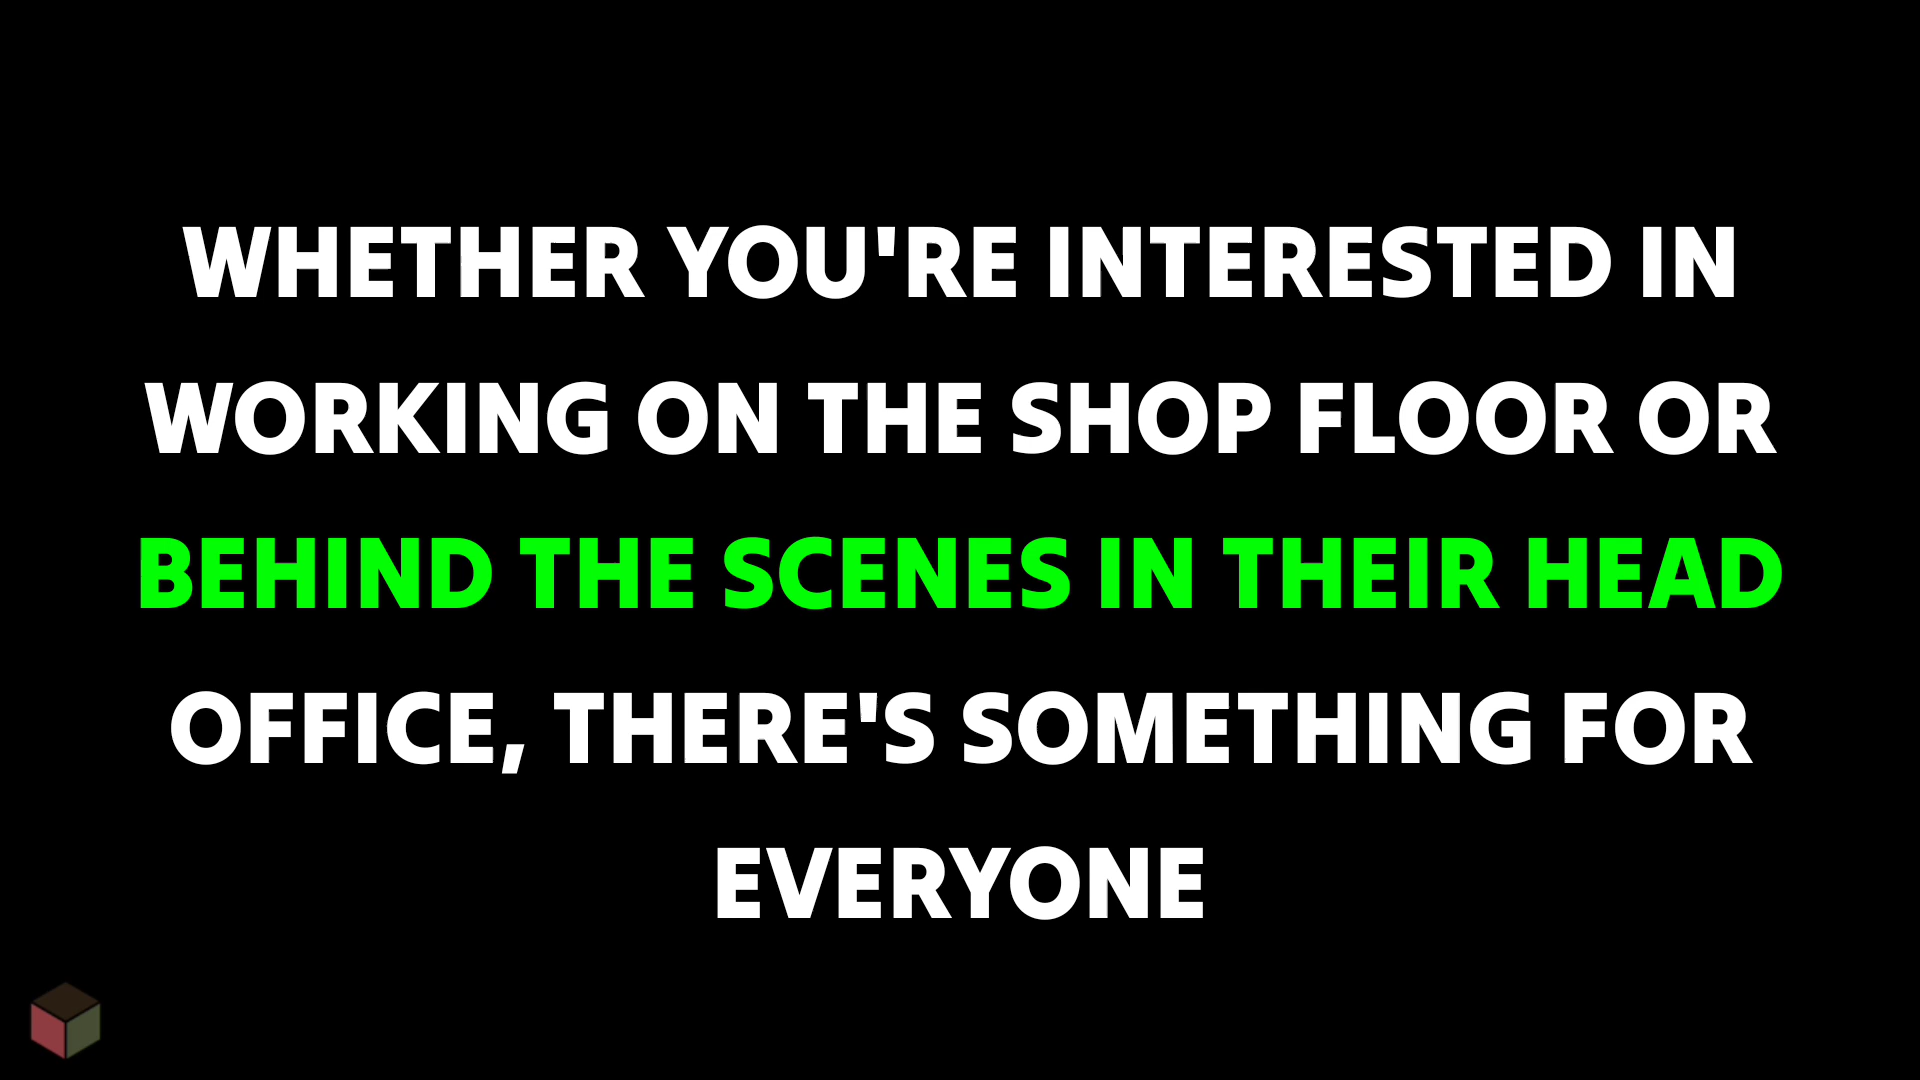 WHETHER YOU'RE INTERESTED IN
WORKING ON THE SHOP FLOOR OR
BEHIND THE SCENES IN THEIR HEAD
OFFICE, THERE'S SOMETHING FOR
EVERYONE